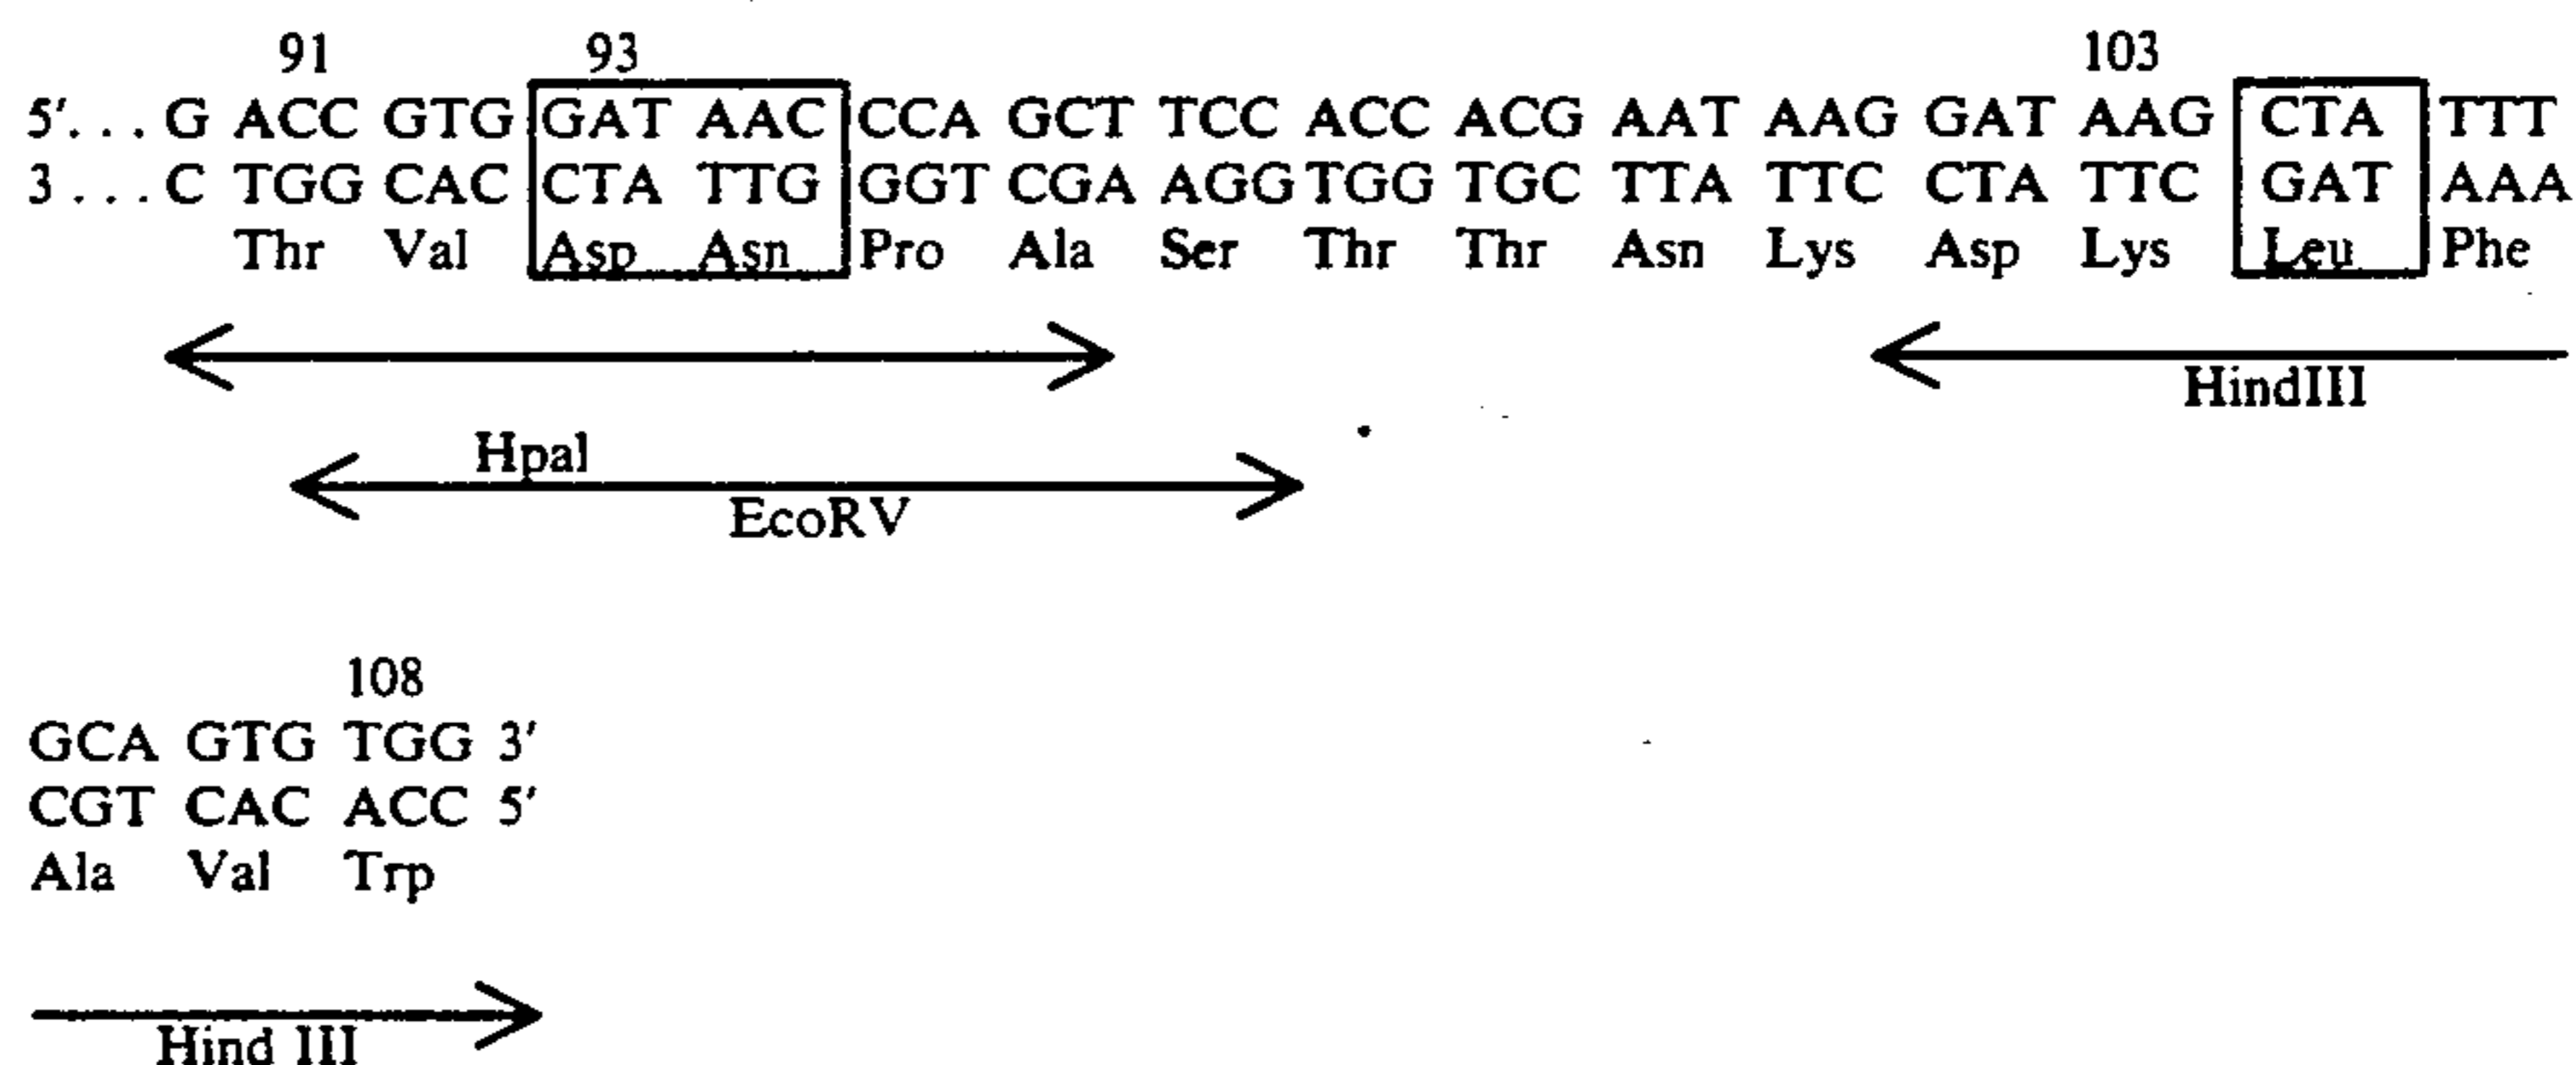 91 93 103
5′. . . G ACC GTG GAT AAC CCA GCT TCC ACC ACG AAT AAG GAT AAG CTA TTT
3 . . . C TGG CAC CTA TTG GGT CGA AGG TGG TGC TTA TTC CTA TTC GAT AAA
Thr Val Asp Asn Pro Ala Ser Thr Thr Asn Lys Asp Lys Leu Phe
HindIII
Hpal
EcoRV
108
GCA GTG TGG 3′
CGT CAC ACC 5′
Ala Val Trp
Hind III